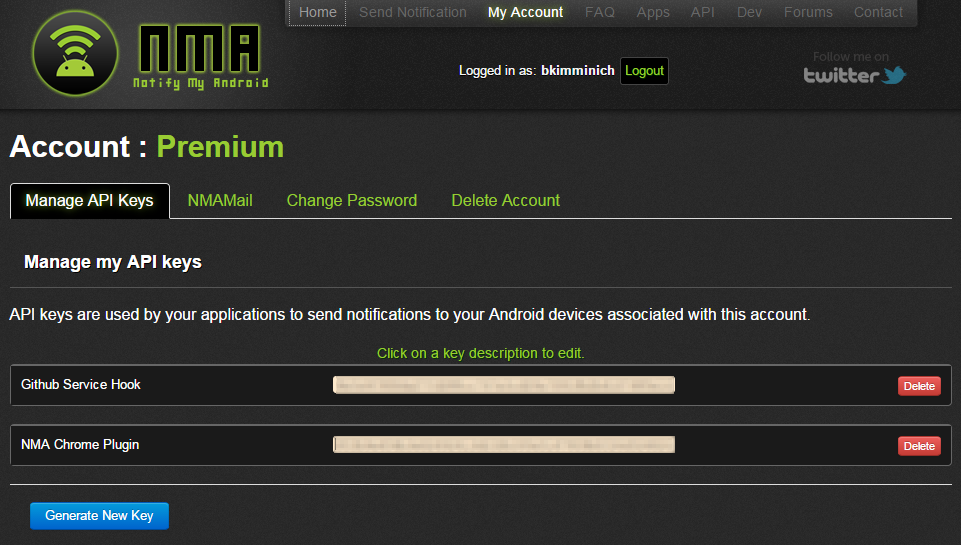 Home Send Notification My Account FAQ Apps API Dev Forums Contact
NMA
Notify My Android
Logged in as: bkimminich Logout
Follow me on
twitter
Account : Premium
Manage API Keys NMAMail Change Password Delete Account
Manage my API keys
API keys are used by your applications to send notifications to your Android devices associated with this account.
Click on a key description to edit.
Github Service Hook Delete
NMA Chrome Plugin Delete
Generate New Key